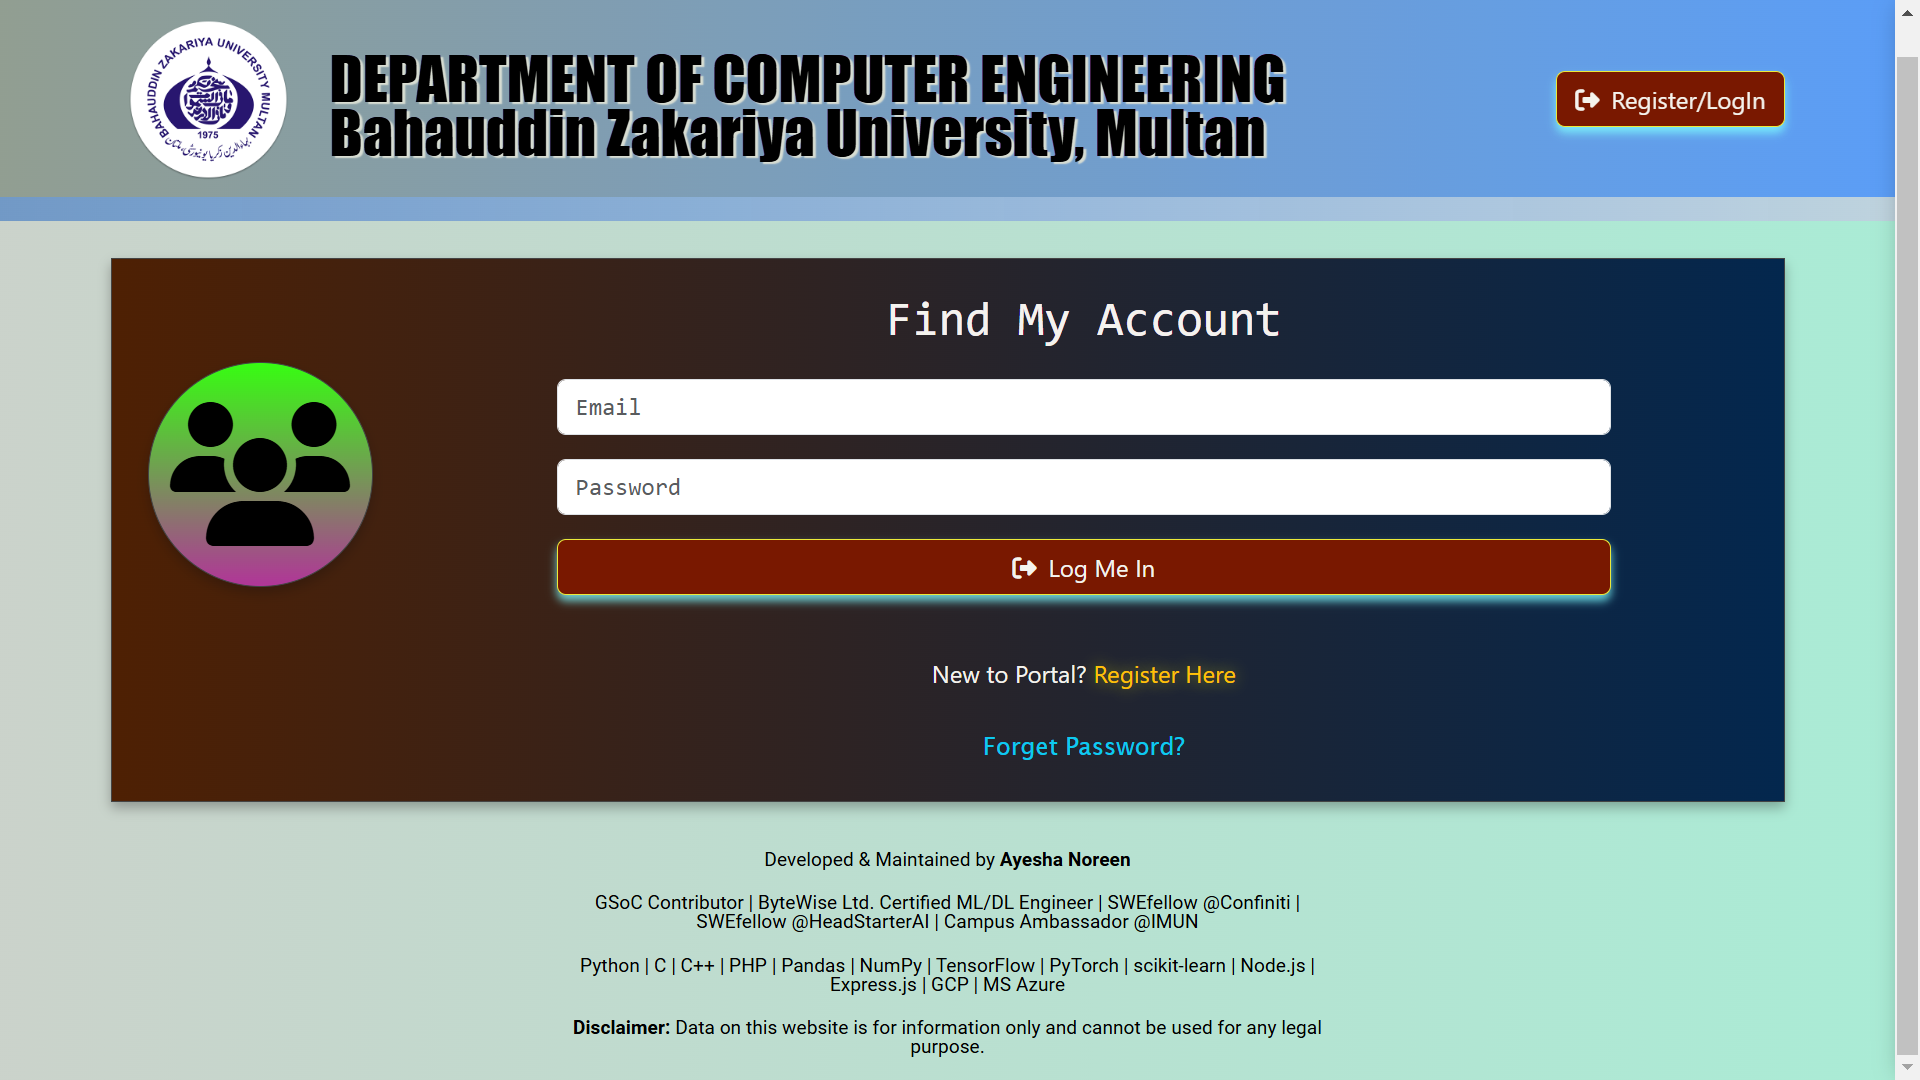 BAHAUDDIN ZAKARIYA UNIVERSITY MULTAN
1975
بہاءالدین زکریا یونیورسٹی ملتان
DEPARTMENT OF COMPUTER ENGINEERING
Bahauddin Zakariya University, Multan
Register/LogIn
Find My Account
Email
Password
Log Me In
New to Portal? Register Here
Forget Password?
Developed & Maintained by Ayesha Noreen
GSoC Contributor | ByteWise Ltd. Certified ML/DL Engineer | SWEfellow @Confiniti |
SWEfellow @HeadStarterAI | Campus Ambassador @IMUN
Python | C | C++ | PHP | Pandas | NumPy | TensorFlow | PyTorch | scikit-learn | Node.js |
Express.js | GCP | MS Azure
Disclaimer: Data on this website is for information only and cannot be used for any legal
purpose.